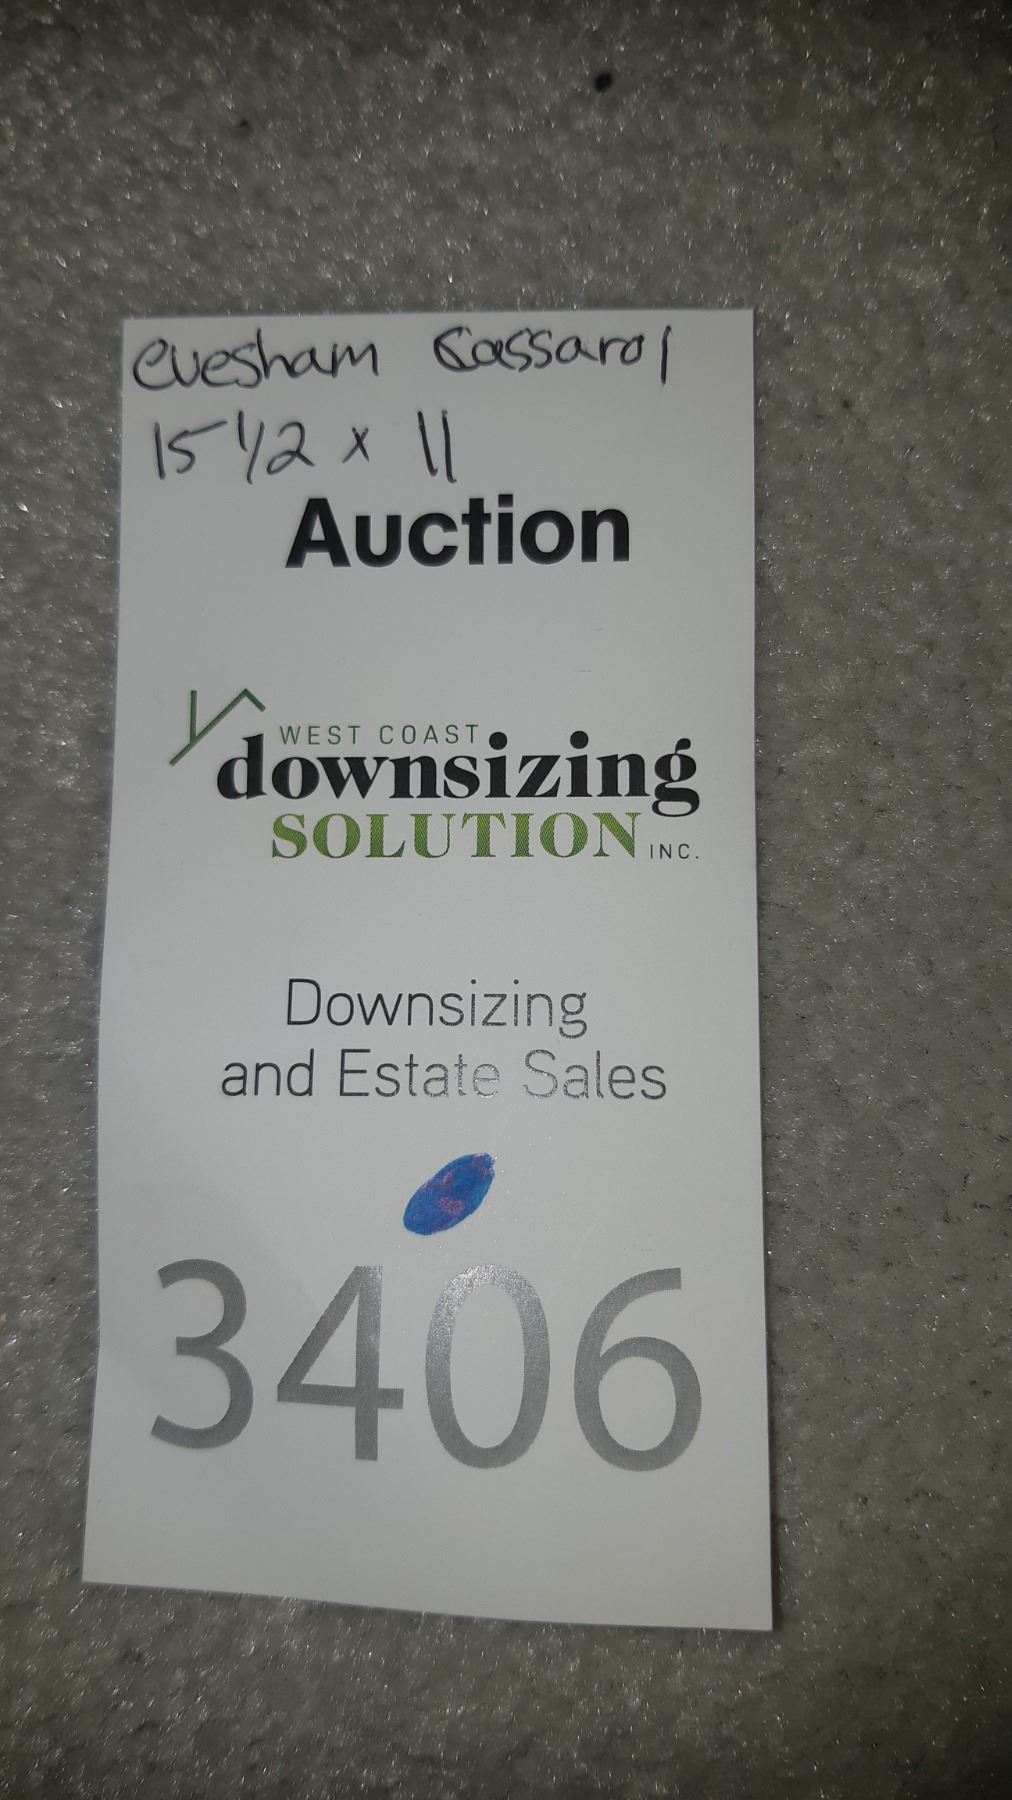 evesham Cassarol
15 1/2 x 11
Auction
WEST COAST
downsizing
SOLUTION INC.
Downsizing
and Estate Sales
3406